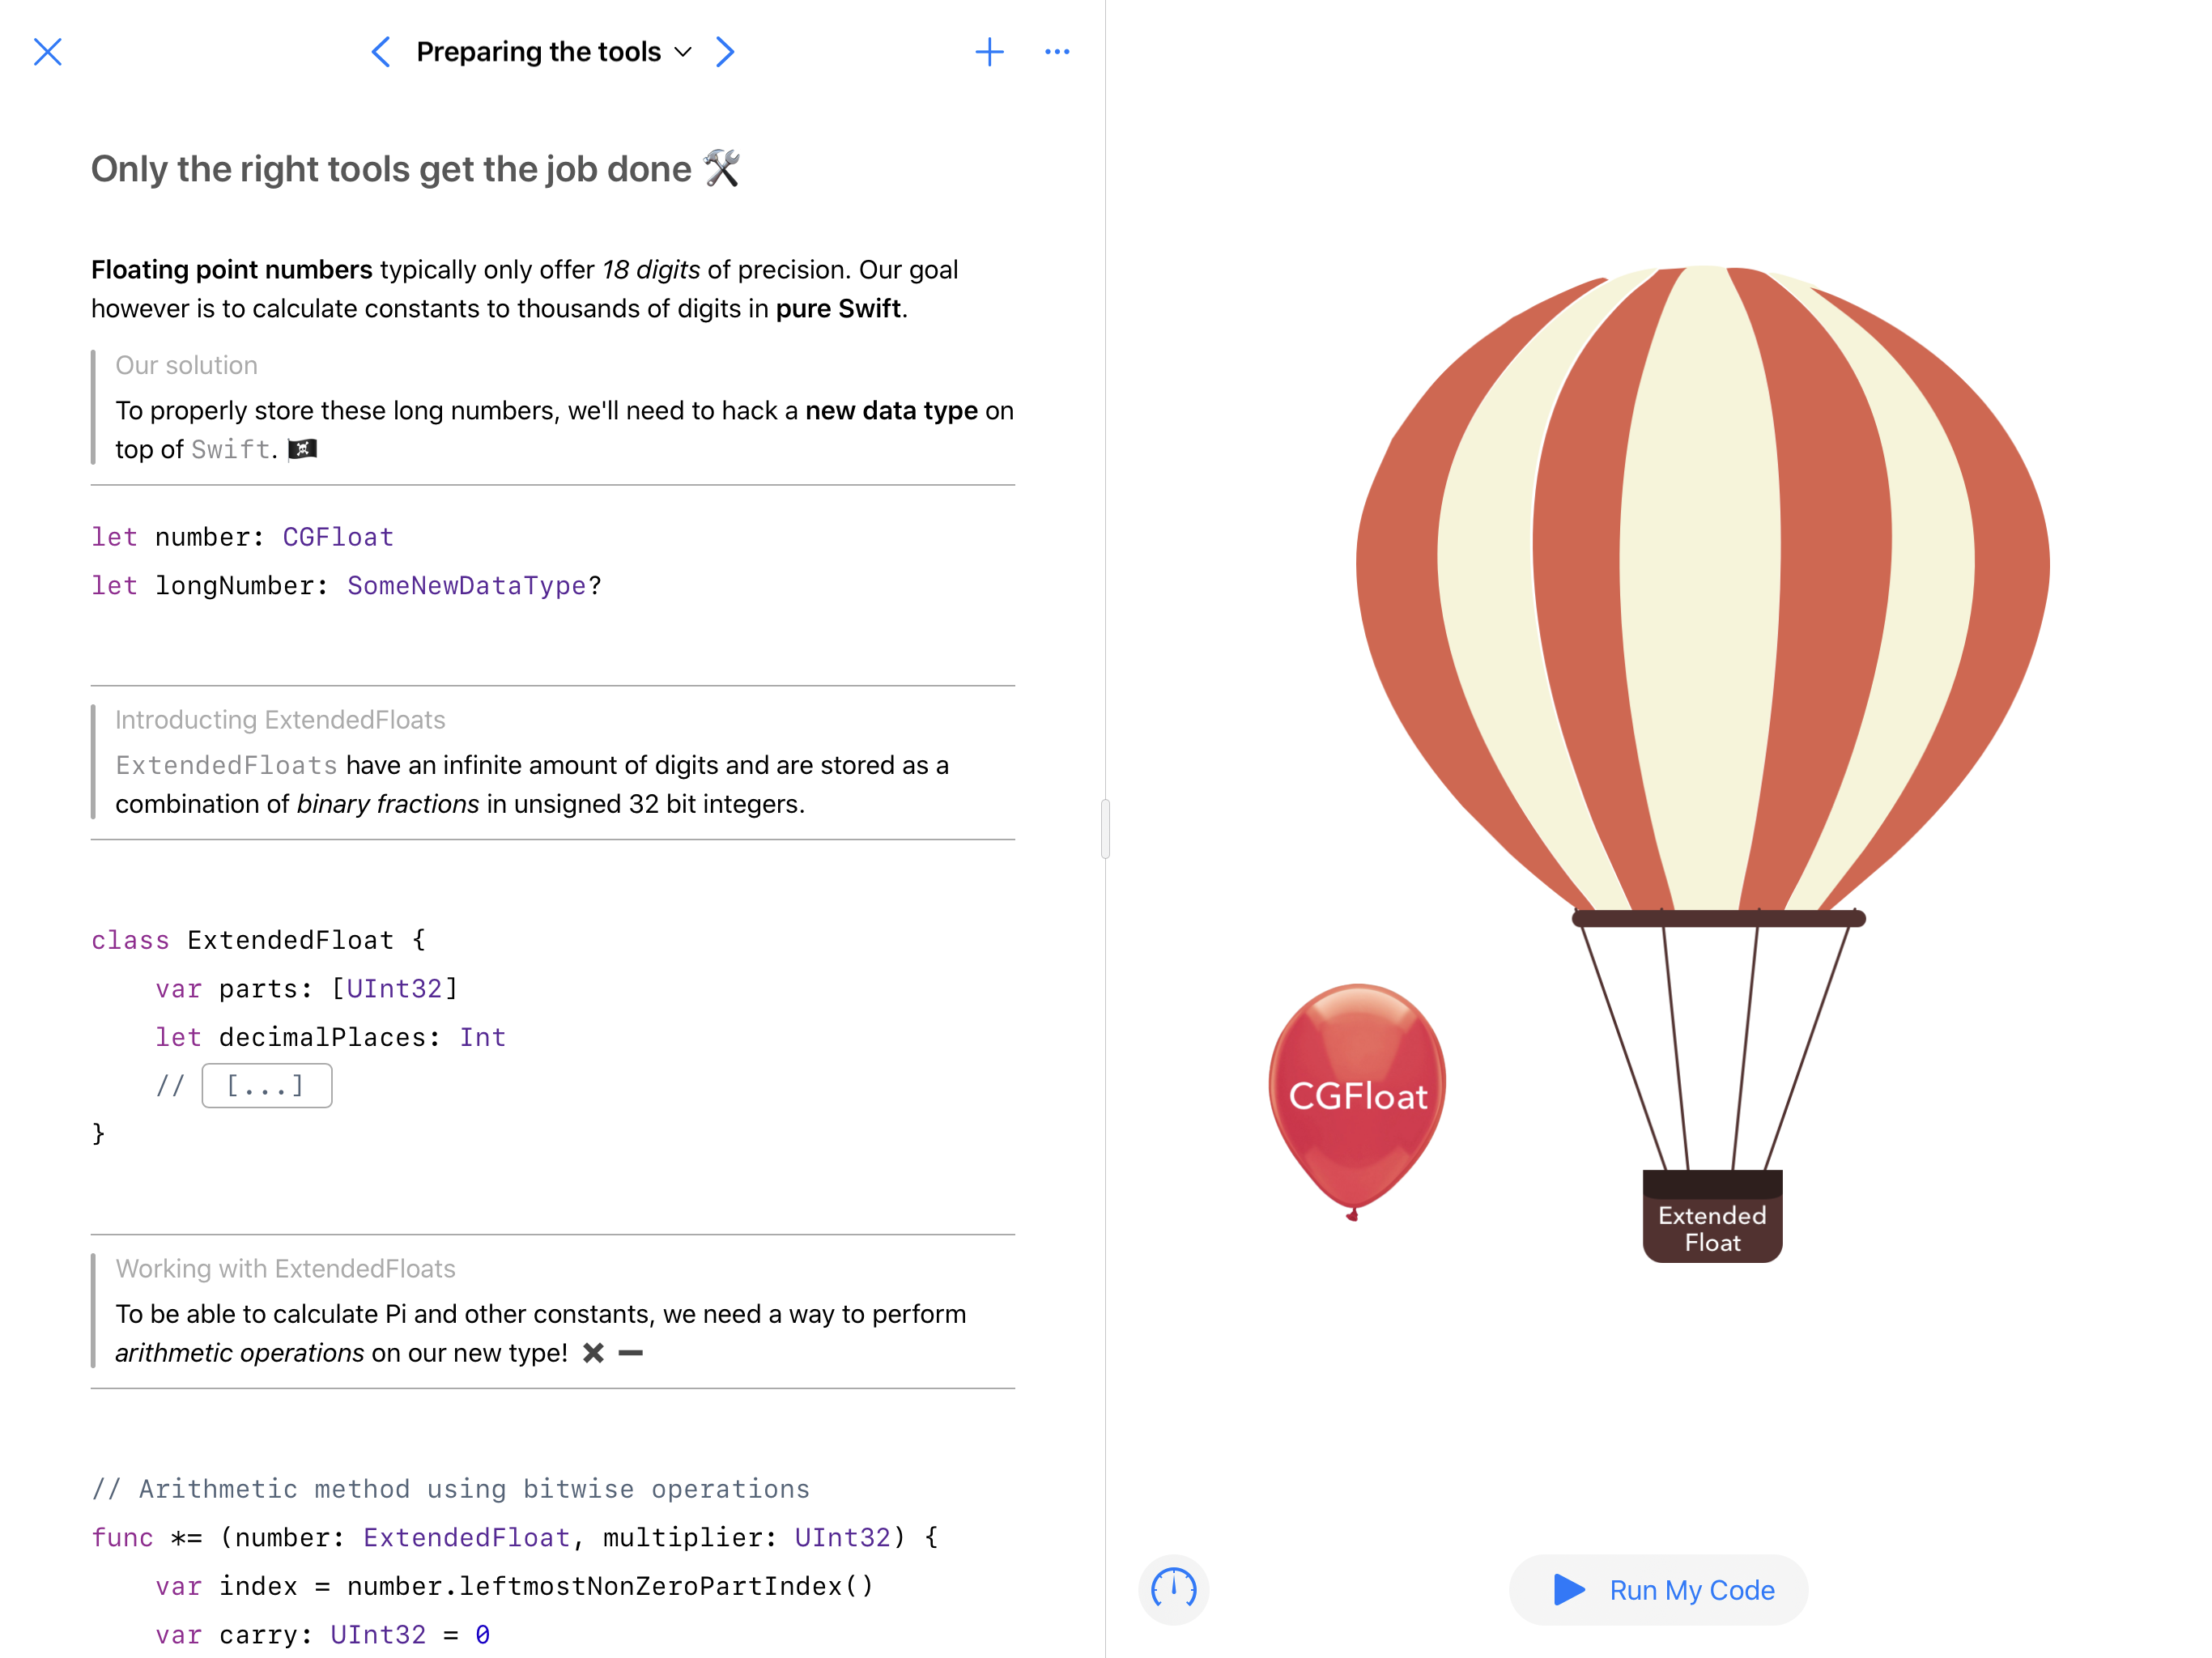 Preparing the tools
Only the right tools get the job done 🛠
Floating point numbers typically only offer 18 digits of precision. Our goal
however is to calculate constants to thousands of digits in pure Swift.
Our solution
To properly store these long numbers, we'll need to hack a new data type on
top of Swift. 🏴‍☠️
let number: CGFloat
let longNumber: SomeNewDataType?
Introducting ExtendedFloats
ExtendedFloats have an infinite amount of digits and are stored as a
combination of binary fractions in unsigned 32 bit integers.
class ExtendedFloat {
    var parts: [UInt32]
    let decimalPlaces: Int
    // [...]
}
Working with ExtendedFloats
To be able to calculate Pi and other constants, we need a way to perform
arithmetic operations on our new type! ✖️ ➖
// Arithmetic method using bitwise operations
func *= (number: ExtendedFloat, multiplier: UInt32) {
    var index = number.leftmostNonZeroPartIndex()
    var carry: UInt32 = 0
CGFloat
Extended
Float
Run My Code